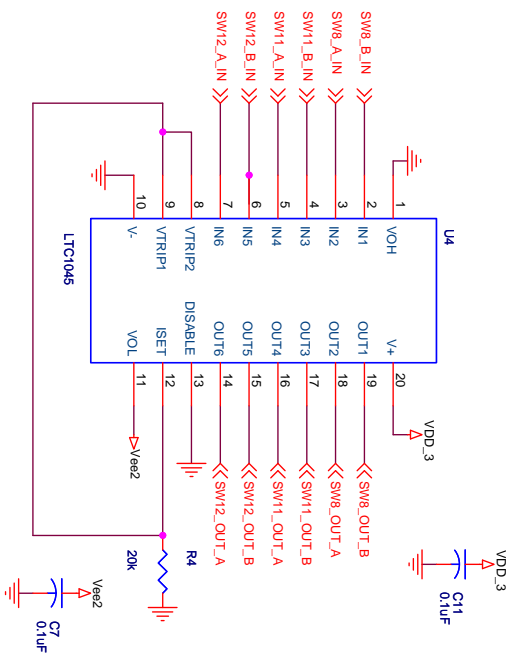 U4
SW8_B_IN
SW8_A_IN
SW11_B_IN
SW11_A_IN
SW12_B_IN
SW12_A_IN
1 VOH
2 IN1
3 IN2
4 IN3
5 IN4
6 IN5
7 IN6
8 VTRIP2
9 VTRIP1
10 V-
V+ 20
OUT1 19
OUT2 18
OUT3 17
OUT4 16
OUT5 15
OUT6 14
DISABLE 13
ISET 12
VOL 11
LTC1045
VDD_3
SW8_OUT_B
SW8_OUT_A
SW11_OUT_B
SW11_OUT_A
SW12_OUT_B
SW12_OUT_A
Vee2
R4
20k
VDD_3
C11
0.1uF
Vee2
C7
0.1uF